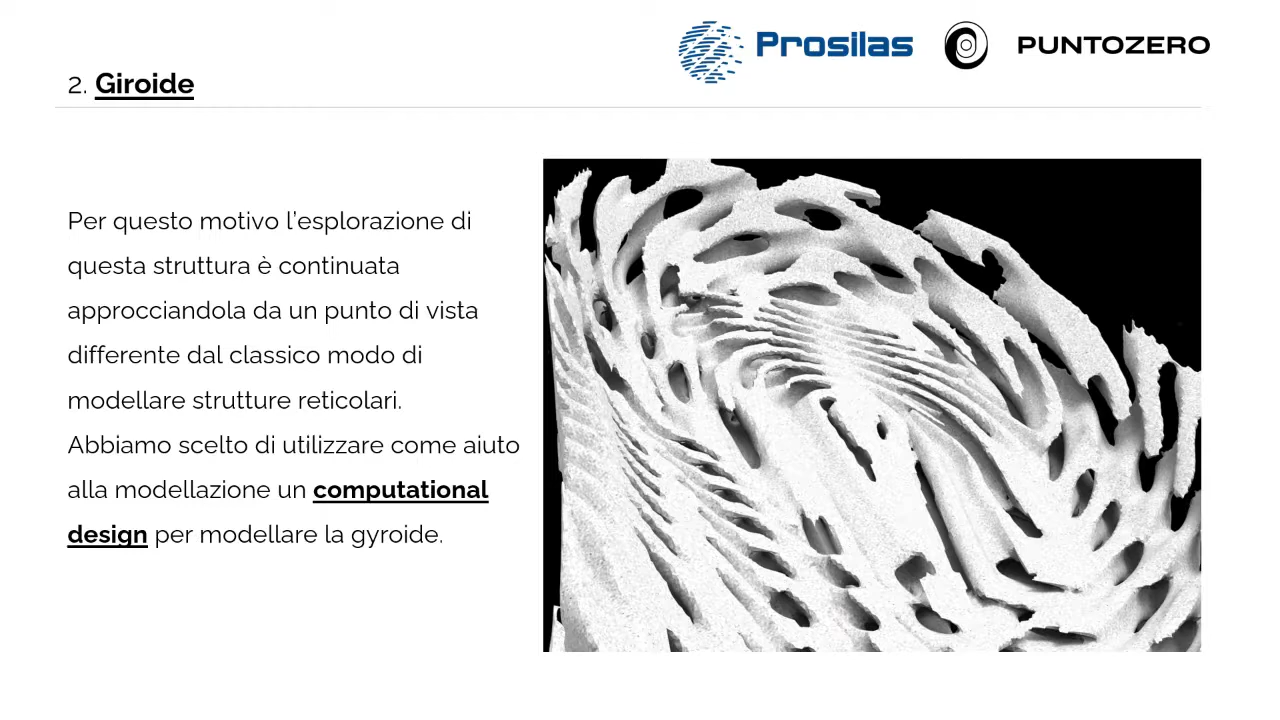 Prosilas
PUNTOZERO
2. Giroide
Per questo motivo l’esplorazione di
questa struttura è continuata
approcciandola da un punto di vista
differente dal classico modo di
modellare strutture reticolari.
Abbiamo scelto di utilizzare come aiuto
alla modellazione un computational
design per modellare la gyroide.